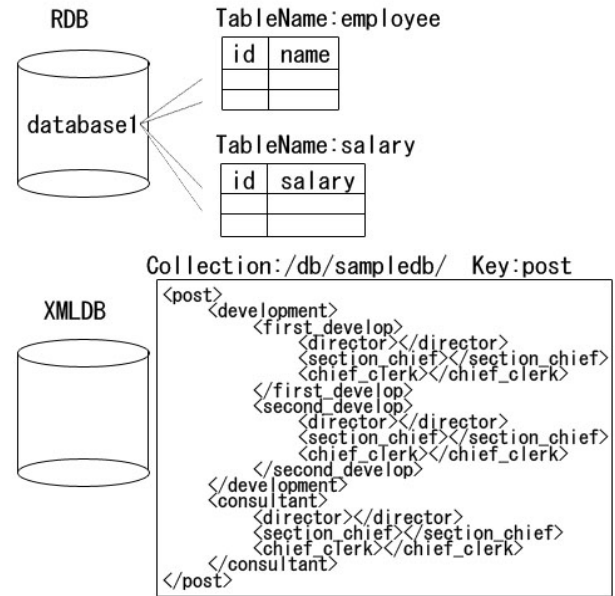 RDB
TableName:employee
id name
database1
TableName:salary
id salary
Collection:/db/sampledb/ Key:post
XMLDB
<post>
<development>
<first_develop>
<director></director>
<section_chief></section_chief>
<chief_clerk></chief_clerk>
</first_develop>
<second_develop>
<director></director>
<section_chief></section_chief>
<chief_clerk></chief_clerk>
</second_develop>
</development>
<consultant>
<director></director>
<section_chief></section_chief>
<chief_clerk></chief_clerk>
</consultant>
</post>